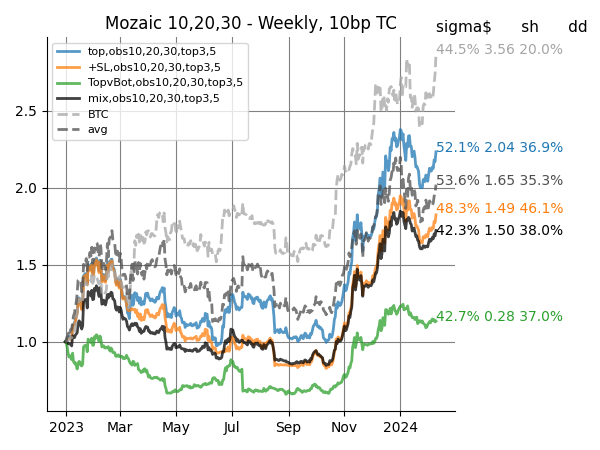 Mozaic 10,20,30 - Weekly, 10bp TC
sigma$ sh dd
44.5% 3.56 20.0%
top,obs10,20,30,top3,5
+SL,obs10,20,30,top3,5
TopvBot,obs10,20,30,top3,5
mix,obs10,20,30,top3,5
BTC
avg
2.5
52.1% 2.04 36.9%
53.6% 1.65 35.3%
2.0
48.3% 1.49 46.1%
42.3% 1.50 38.0%
1.5
42.7% 0.28 37.0%
1.0
2023 Mar May Jul Sep Nov 2024